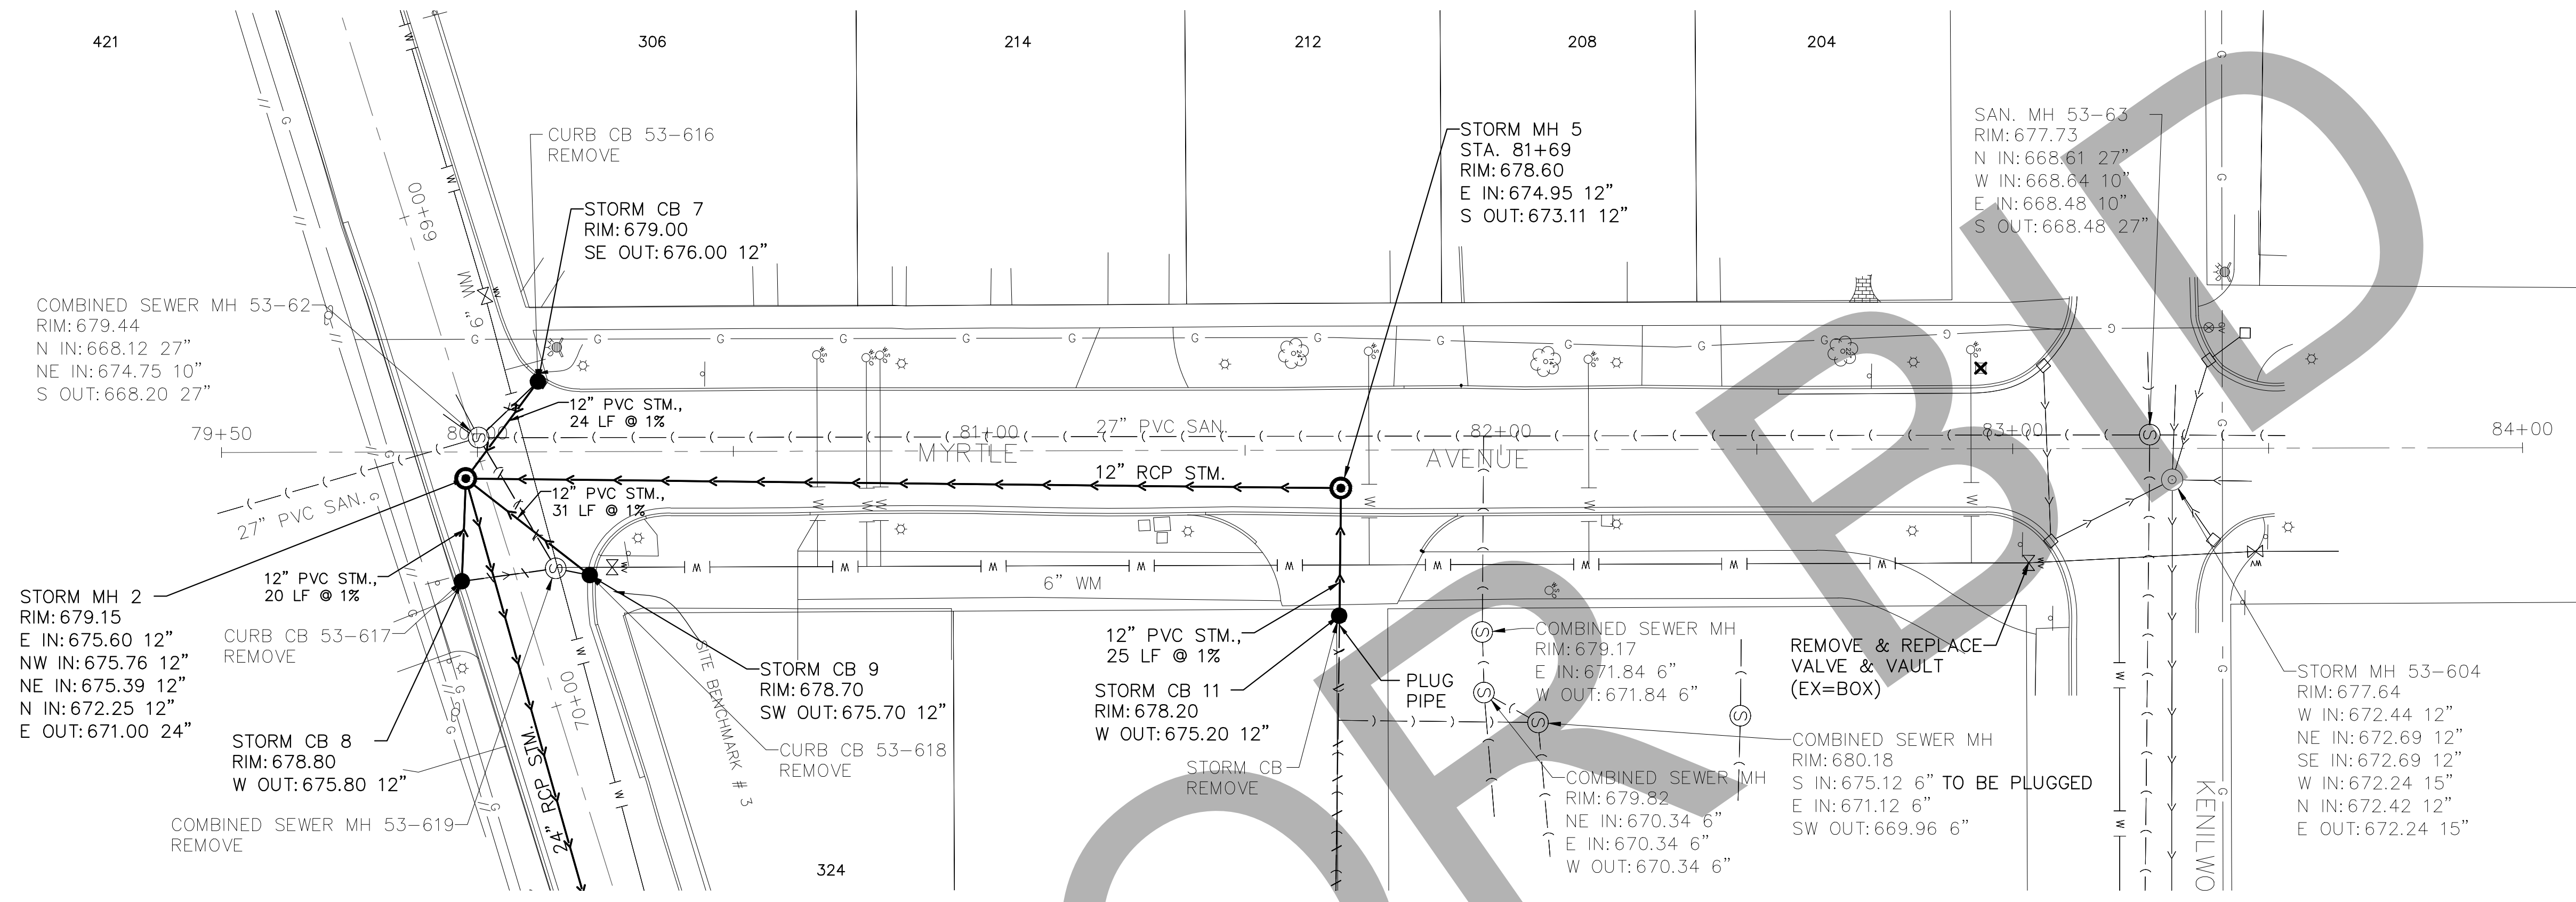 421
306
214
212
208
204
CURB CB 53-616
REMOVE
STORM CB 7
RIM:679.00
SE OUT:676.00 12"
STORM MH 5
STA. 81+69
RIM:678.60
E IN:674.95 12"
S OUT:673.11 12"
SAN. MH 53-63
RIM:677.73
N IN:668.61 27"
W IN:668.64 10"
E IN:668.48 10"
S OUT:668.48 27"
COMBINED SEWER MH 53-62
RIM:679.44
N IN:668.12 27"
NE IN:674.75 10"
S OUT:668.20 27"
69+00
6" WM
12" PVC STM.,
24 LF @ 1%
79+50
80+00
81+00
82+00
83+00
84+00
27" PVC SAN.
MYRTLE
AVENUE
12" RCP STM.
12" PVC STM.,
31 LF @ 1%
27" PVC SAN.
12" PVC STM.,
20 LF @ 1%
STORM MH 2
RIM:679.15
E IN:675.60 12"
NW IN:675.76 12"
NE IN:675.39 12"
N IN:672.25 12"
E OUT:671.00 24"
CURB CB 53-617
REMOVE
STORM CB 8
RIM:678.80
W OUT:675.80 12"
COMBINED SEWER MH 53-619
REMOVE
24" RCP STM.
70+00
SITE BENCHMARK # 3
STORM CB 9
RIM:678.70
SW OUT:675.70 12"
CURB CB 53-618
REMOVE
324
6" WM
12" PVC STM.,
25 LF @ 1%
STORM CB 11
RIM:678.20
W OUT:675.20 12"
STORM CB
REMOVE
PLUG
PIPE
COMBINED SEWER MH
RIM:679.17
E IN:671.84 6"
W OUT:671.84 6"
COMBINED SEWER MH
RIM:679.82
NE IN:670.34 6"
E IN:670.34 6"
W OUT:670.34 6"
REMOVE & REPLACE
VALVE & VAULT
(EX=BOX)
COMBINED SEWER MH
RIM:680.18
S IN:675.12 6" TO BE PLUGGED
E IN:671.12 6"
SW OUT:669.96 6"
STORM MH 53-604
RIM:677.64
W IN:672.44 12"
NE IN:672.69 12"
SE IN:672.69 12"
W IN:672.24 15"
N IN:672.42 12"
E OUT:672.24 15"
KENILWO
OR BID